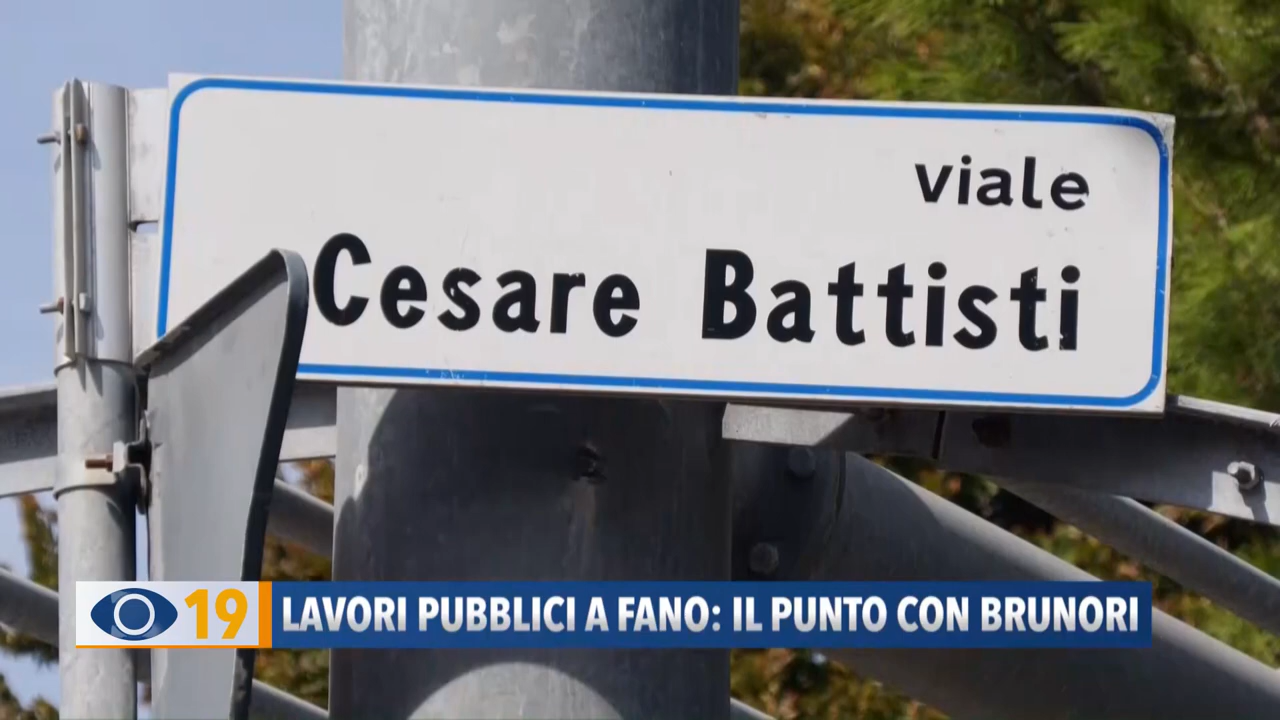 viale
Cesare Battisti
19 LAVORI PUBBLICI A FANO: IL PUNTO CON BRUNORI